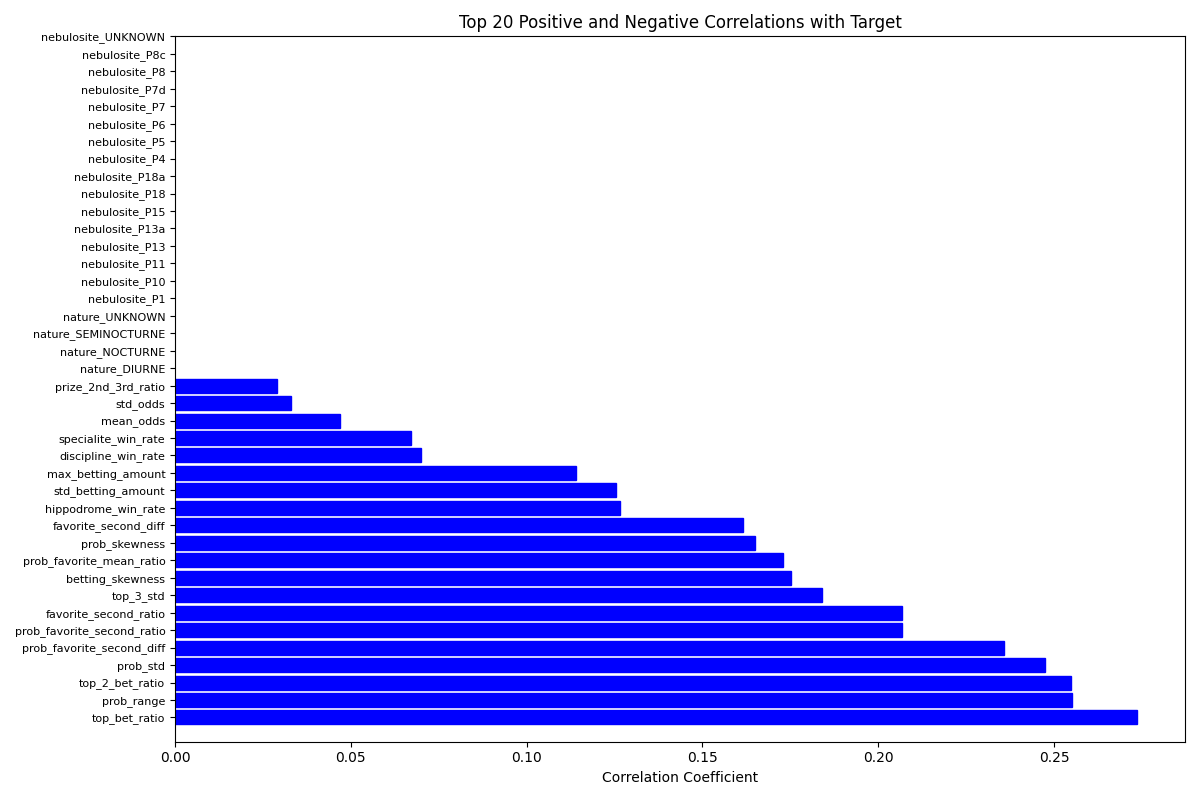 Top 20 Positive and Negative Correlations with Target
nebulosite_UNKNOWN
nebulosite_P8c
nebulosite_P8
nebulosite_P7d
nebulosite_P7
nebulosite_P6
nebulosite_P5
nebulosite_P4
nebulosite_P18a
nebulosite_P18
nebulosite_P15
nebulosite_P13a
nebulosite_P13
nebulosite_P11
nebulosite_P10
nebulosite_P1
nature_UNKNOWN
nature_SEMINOCTURNE
nature_NOCTURNE
nature_DIURNE
prize_2nd_3rd_ratio
std_odds
mean_odds
specialite_win_rate
discipline_win_rate
max_betting_amount
std_betting_amount
hippodrome_win_rate
favorite_second_diff
prob_skewness
prob_favorite_mean_ratio
betting_skewness
top_3_std
favorite_second_ratio
prob_favorite_second_ratio
prob_favorite_second_diff
prob_std
top_2_bet_ratio
prob_range
top_bet_ratio
0.00 0.05 0.10 0.15 0.20 0.25
Correlation Coefficient